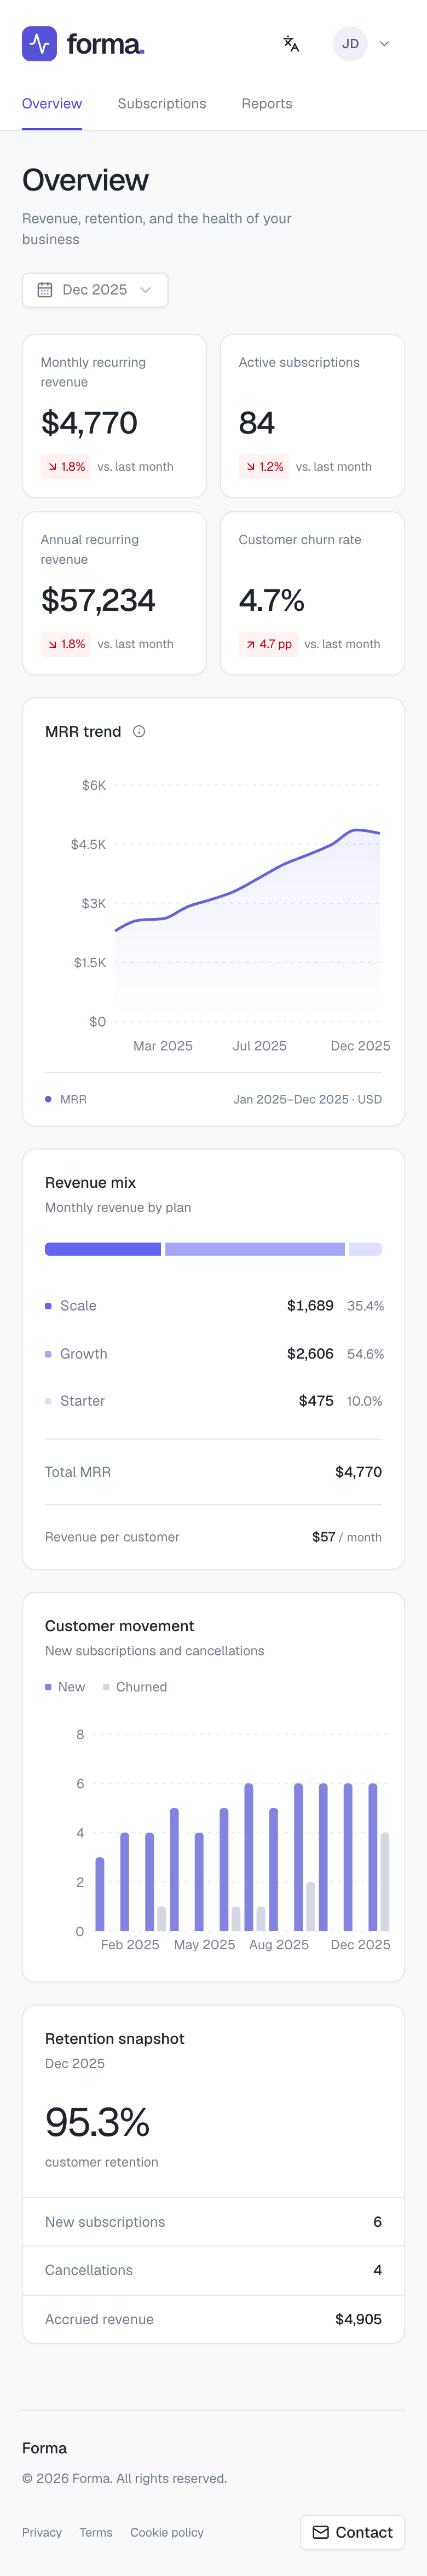 forma.
JD
Overview
Subscriptions
Reports
Overview
Revenue, retention, and the health of your
business
Dec 2025
Monthly recurring
revenue
$4,770
1.8% vs. last month
Active subscriptions
84
1.2% vs. last month
Annual recurring
revenue
$57,234
1.8% vs. last month
Customer churn rate
4.7%
4.7 pp vs. last month
MRR trend
$6K
$4.5K
$3K
$1.5K
$0
Mar 2025 Jul 2025 Dec 2025
MRR Jan 2025–Dec 2025 · USD
Revenue mix
Monthly revenue by plan
Scale $1,689 35.4%
Growth $2,606 54.6%
Starter $475 10.0%
Total MRR $4,770
Revenue per customer $57 / month
Customer movement
New subscriptions and cancellations
New Churned
8
6
4
2
0
Feb 2025 May 2025 Aug 2025 Dec 2025
Retention snapshot
Dec 2025
95.3%
customer retention
New subscriptions 6
Cancellations 4
Accrued revenue $4,905
Forma
© 2026 Forma. All rights reserved.
Privacy Terms Cookie policy Contact